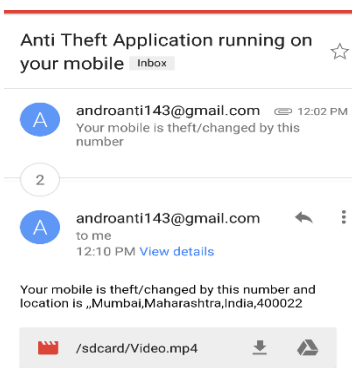 Anti Theft Application running on
your mobile Inbox
A androanti143@gmail.com 12:02 PM
Your mobile is theft/changed by this
number
2
A androanti143@gmail.com
to me
12:10 PM View details
Your mobile is theft/changed by this number and
location is ,,Mumbai,Maharashtra,India,400022
/sdcard/Video.mp4